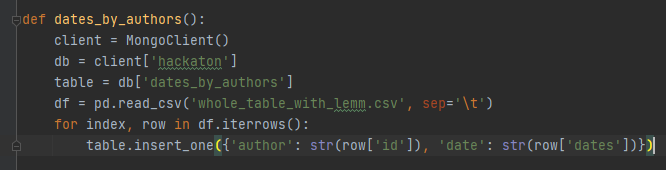 def dates_by_authors():
    client = MongoClient()
    db = client['hackaton']
    table = db['dates_by_authors']
    df = pd.read_csv('whole_table_with_lemm.csv', sep='\t')
    for index, row in df.iterrows():
        table.insert_one({'author': str(row['id']), 'date': str(row['dates'])})